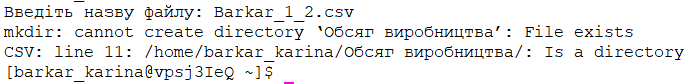 Введіть назву файлу: Barkar_1_2.csv
mkdir: cannot create directory ‘Обсяг виробництва’: File exists
CSV: line 11: /home/barkar_karina/Обсяг виробництва/: Is a directory
[barkar_karina@vpsj3IeQ ~]$